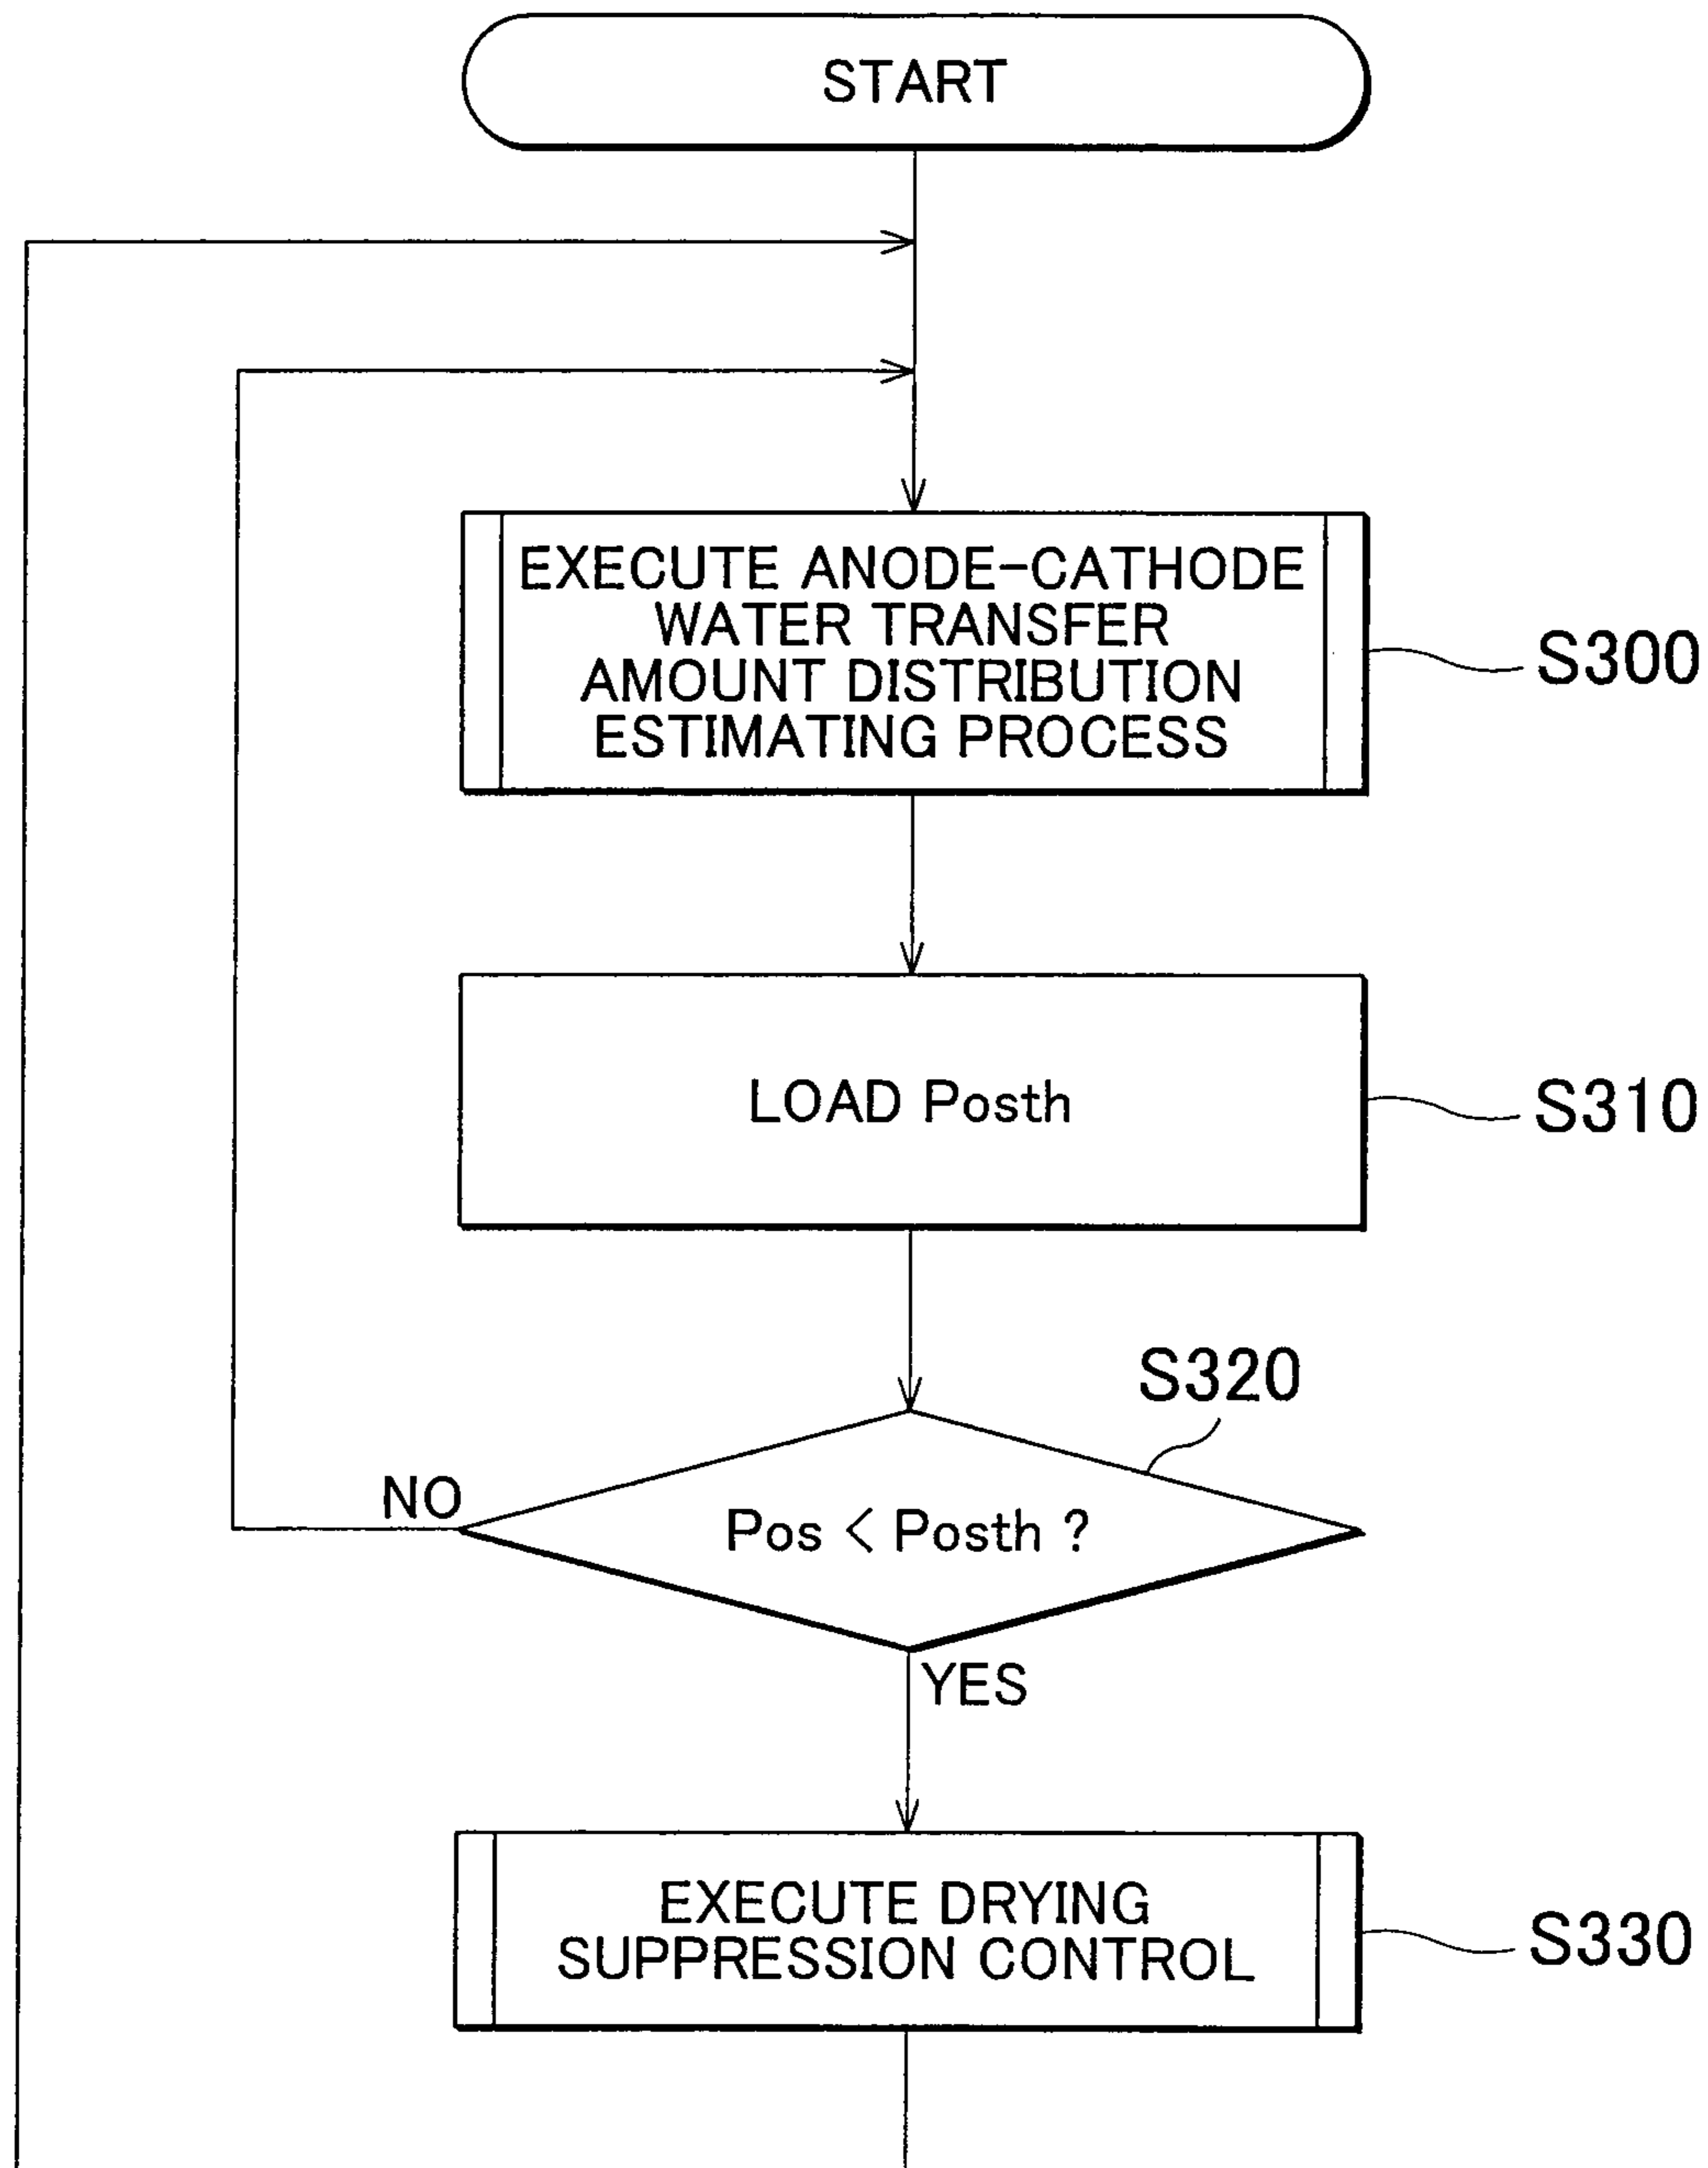 START
EXECUTE ANODE-CATHODE
WATER TRANSFER
AMOUNT DISTRIBUTION
ESTIMATING PROCESS
S300
LOAD Posth
S310
S320
NO
Pos < Posth ?
YES
EXECUTE DRYING
SUPPRESSION CONTROL
S330